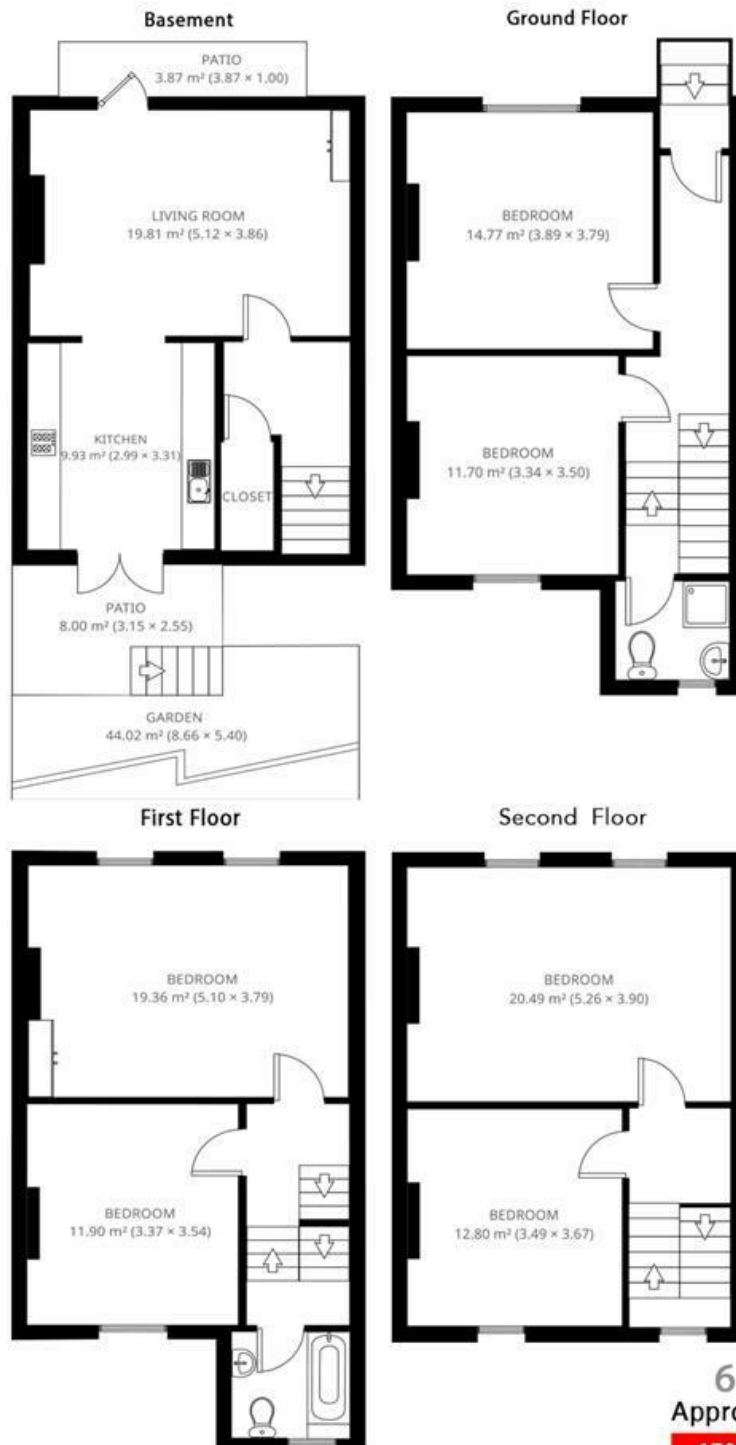 Basement
PATIO
3.87 m² (3.87 × 1.00)
LIVING ROOM
19.81 m² (5.12 × 3.86)
KITCHEN
9.93 m² (2.99 × 3.31)
CLOSET
PATIO
8.00 m² (3.15 × 2.55)
GARDEN
44.02 m² (8.66 × 5.40)
Ground Floor
BEDROOM
14.77 m² (3.89 × 3.79)
BEDROOM
11.70 m² (3.34 × 3.50)
First Floor
BEDROOM
19.36 m² (5.10 × 3.79)
BEDROOM
11.90 m² (3.37 × 3.54)
Second Floor
BEDROOM
20.49 m² (5.26 × 3.90)
BEDROOM
12.80 m² (3.49 × 3.67)
6
Appro